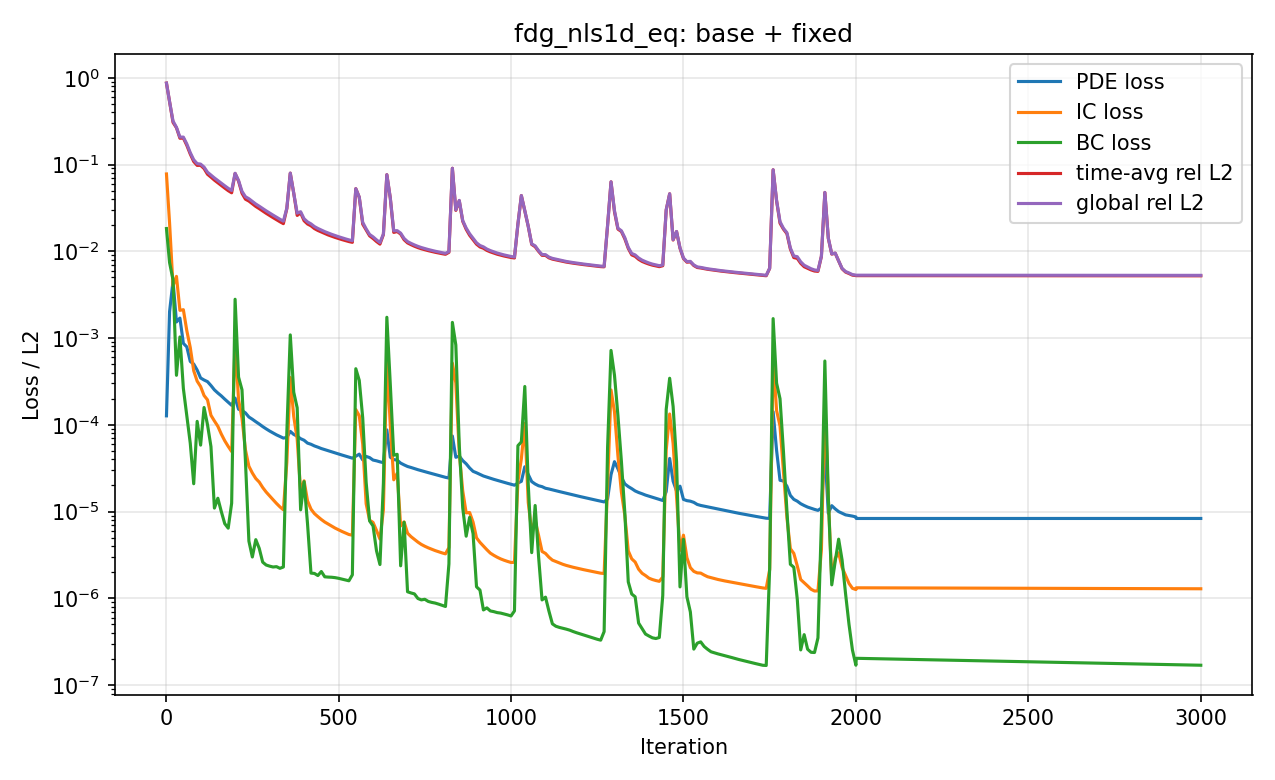 fdg_nls1d_eq: base + fixed
PDE loss
IC loss
BC loss
time-avg rel L2
global rel L2
Loss / L2
10⁰
10⁻¹
10⁻²
10⁻³
10⁻⁴
10⁻⁵
10⁻⁶
10⁻⁷
0 500 1000 1500 2000 2500 3000
Iteration